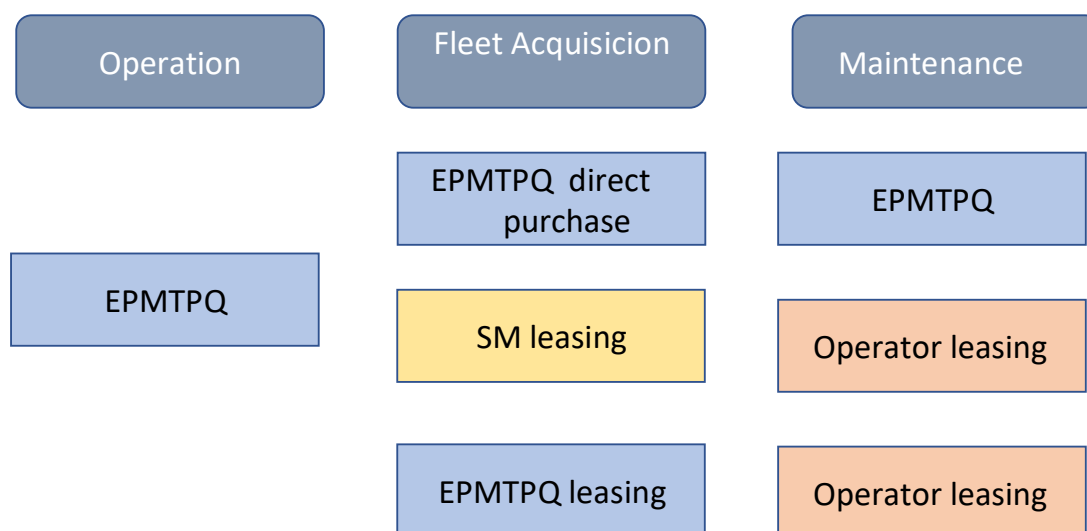 Operation
Fleet Acquisicion
Maintenance
EPMTPQ direct
purchase
EPMTPQ
EPMTPQ
SM leasing
Operator leasing
EPMTPQ leasing
Operator leasing